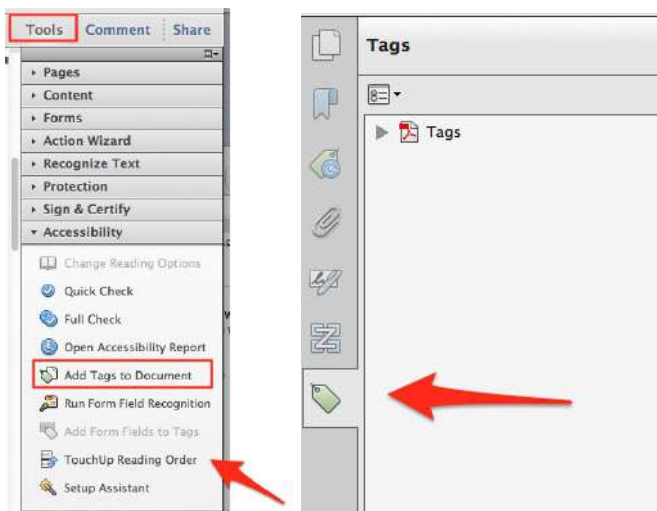 Tools Comment Share
Pages
Content
Forms
Action Wizard
Recognize Text
Protection
Sign & Certify
Accessibility
Change Reading Options
Quick Check
Full Check
Open Accessibility Report
Add Tags to Document
Run Form Field Recognition
Add Form Fields to Tags
TouchUp Reading Order
Setup Assistant
Tags
Tags